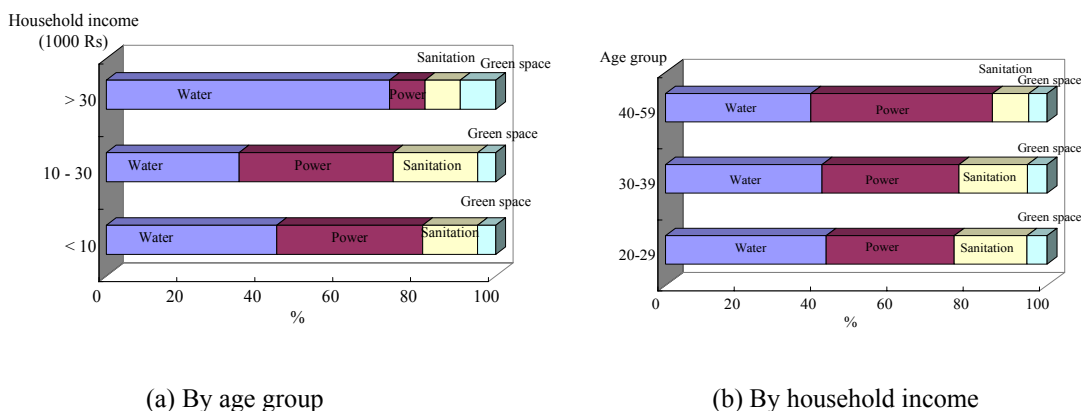 Household income
(1000 Rs)
Sanitation
Green space
> 30
Water
Power
Green space
10 - 30
Water
Power
Sanitation
Green space
< 10
Water
Power
Sanitation
0 20 40 60 80 100
%
(a) By age group
Age group
Sanitation
Green space
40-59
Water
Power
Green space
30-39
Water
Power
Sanitation
Green space
20-29
Water
Power
Sanitation
0 20 40 60 80 100
%
(b) By household income